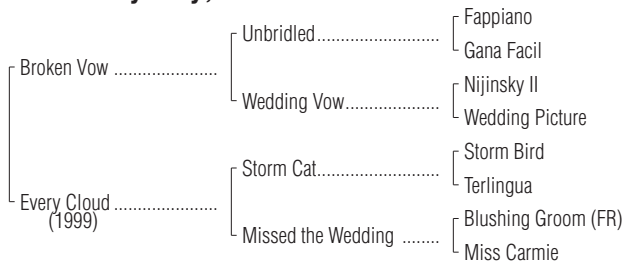 Fappiano
Unbridled.............................
Gana Facil
Broken Vow ........................
Nijinsky II
Wedding Vow......................
Wedding Picture
Storm Bird
Storm Cat.............................
Terlingua
Every Cloud ........................
(1999)
Blushing Groom (FR)
Missed the Wedding ........
Miss Carmie